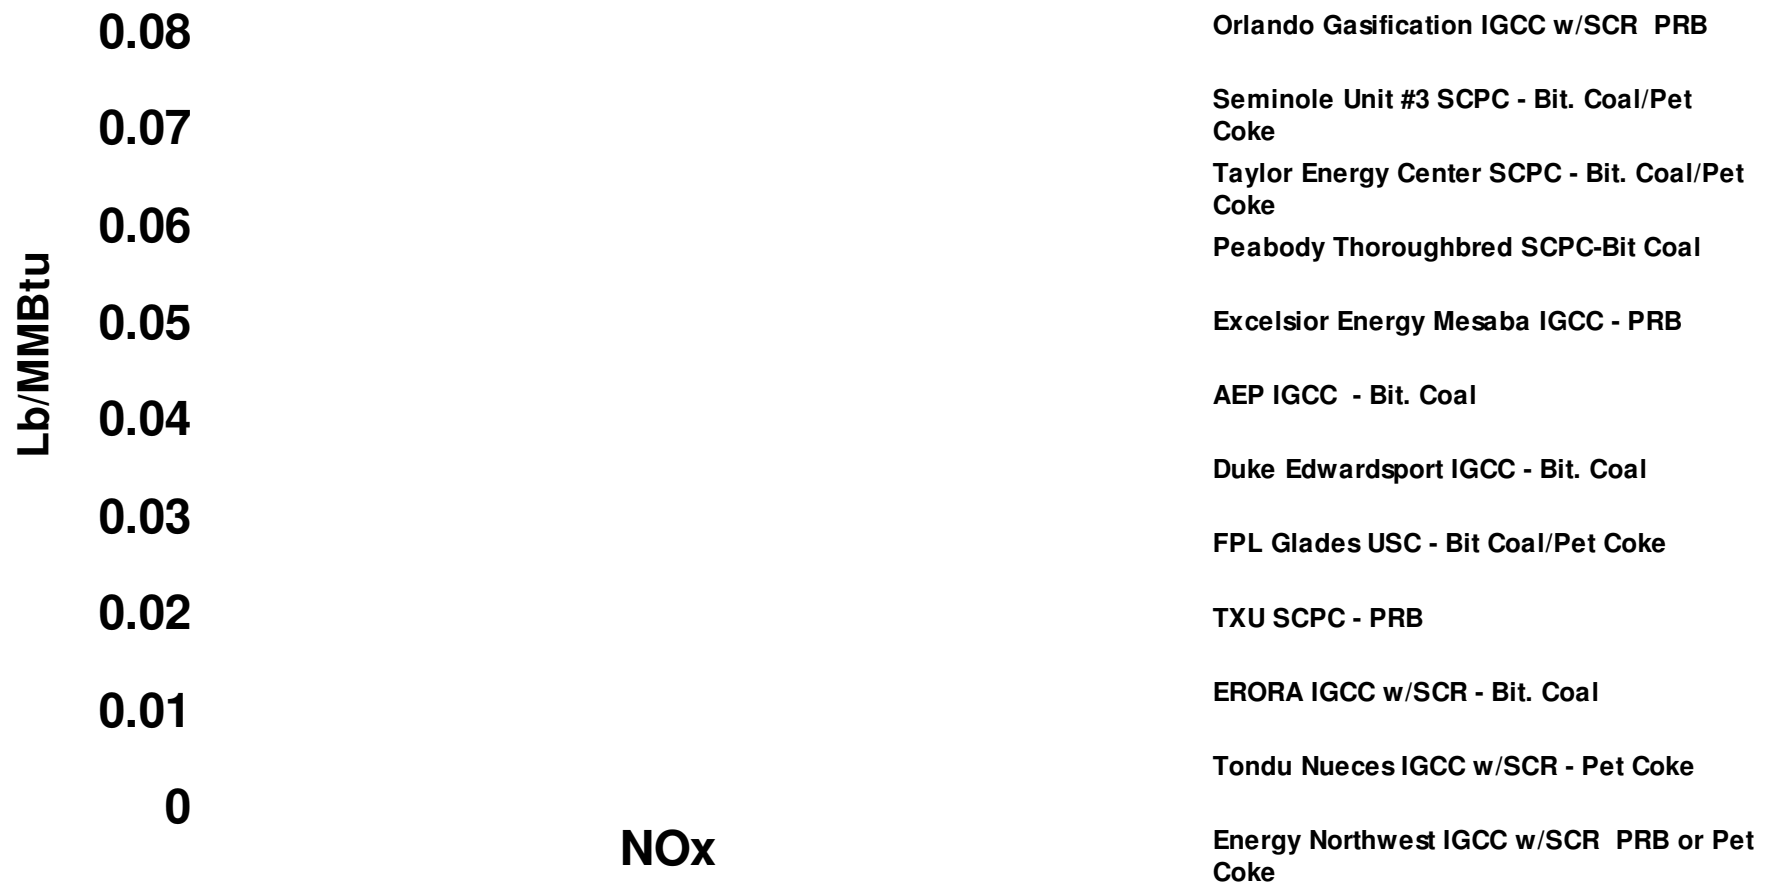 0.08
0.07
0.06
0.05
0.04
0.03
0.02
0.01
0
Lb/MMBtu
NOx
Orlando Gasification IGCC w/SCR PRB
Seminole Unit #3 SCPC - Bit. Coal/Pet
Coke
Taylor Energy Center SCPC - Bit. Coal/Pet
Coke
Peabody Thoroughbred SCPC-Bit Coal
Excelsior Energy Mesaba IGCC - PRB
AEP IGCC - Bit. Coal
Duke Edwardsport IGCC - Bit. Coal
FPL Glades USC - Bit Coal/Pet Coke
TXU SCPC - PRB
ERORA IGCC w/SCR - Bit. Coal
Tondu Nueces IGCC w/SCR - Pet Coke
Energy Northwest IGCC w/SCR PRB or Pet
Coke